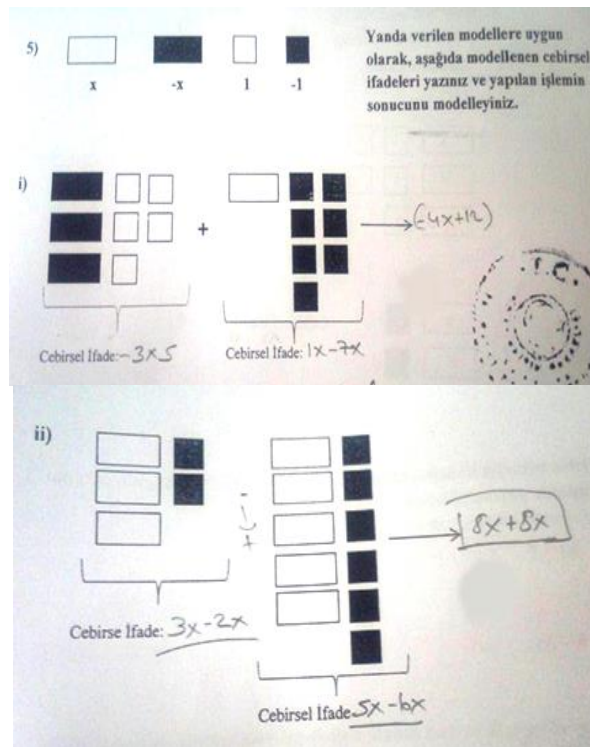 5)
x -x 1 -1
Yanda verilen modellere uygun
olarak, aşağıda modellenen cebirsel
ifadeleri yazınız ve yapılan işlemin
sonucunu modelleyiniz.
i)
+
(-4x+12)
T.C.
Cebirsel İfade: -3x5
Cebirsel İfade: 1x-7x
ii)
8x+8x
Cebirse İfade: 3x-2x
Cebirsel İfade 5x-6x